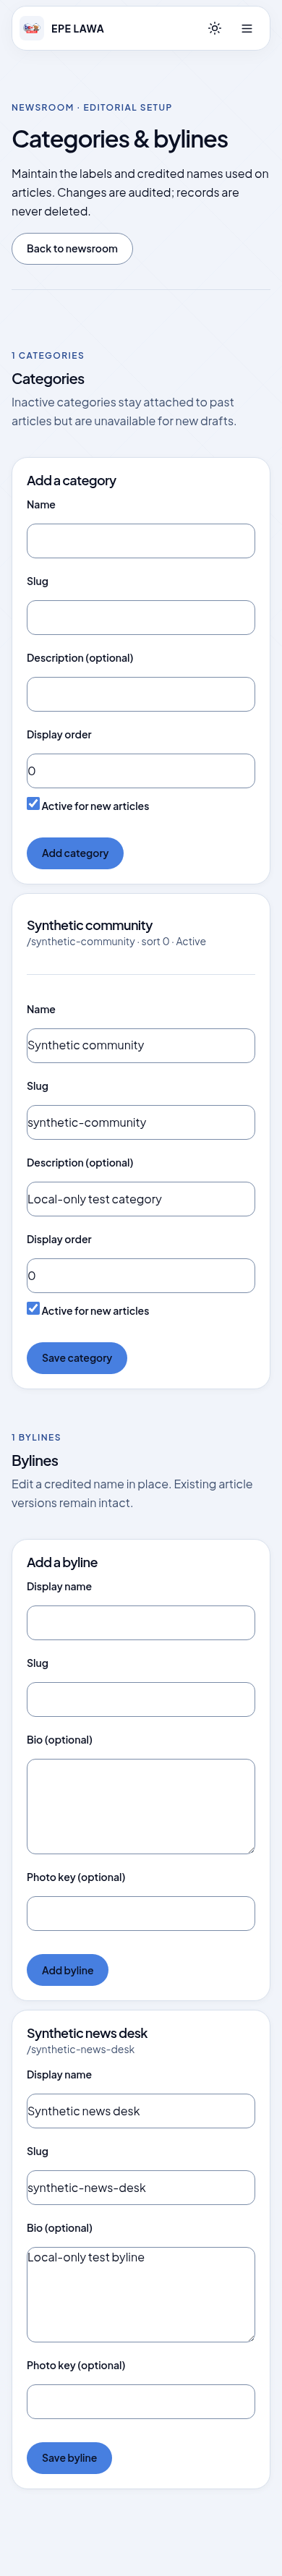 EPE LAWA
NEWSROOM · EDITORIAL SETUP
Categories & bylines
Maintain the labels and credited names used on
articles. Changes are audited; records are
never deleted.
Back to newsroom
1 CATEGORIES
Categories
Inactive categories stay attached to past
articles but are unavailable for new drafts.
Add a category
Name
Slug
Description (optional)
Display order
0
Active for new articles
Add category
Synthetic community
/synthetic-community · sort 0 · Active
Name
Synthetic community
Slug
synthetic-community
Description (optional)
Local-only test category
Display order
0
Active for new articles
Save category
1 BYLINES
Bylines
Edit a credited name in place. Existing article
versions remain intact.
Add a byline
Display name
Slug
Bio (optional)
Photo key (optional)
Add byline
Synthetic news desk
/synthetic-news-desk
Display name
Synthetic news desk
Slug
synthetic-news-desk
Bio (optional)
Local-only test byline
Photo key (optional)
Save byline